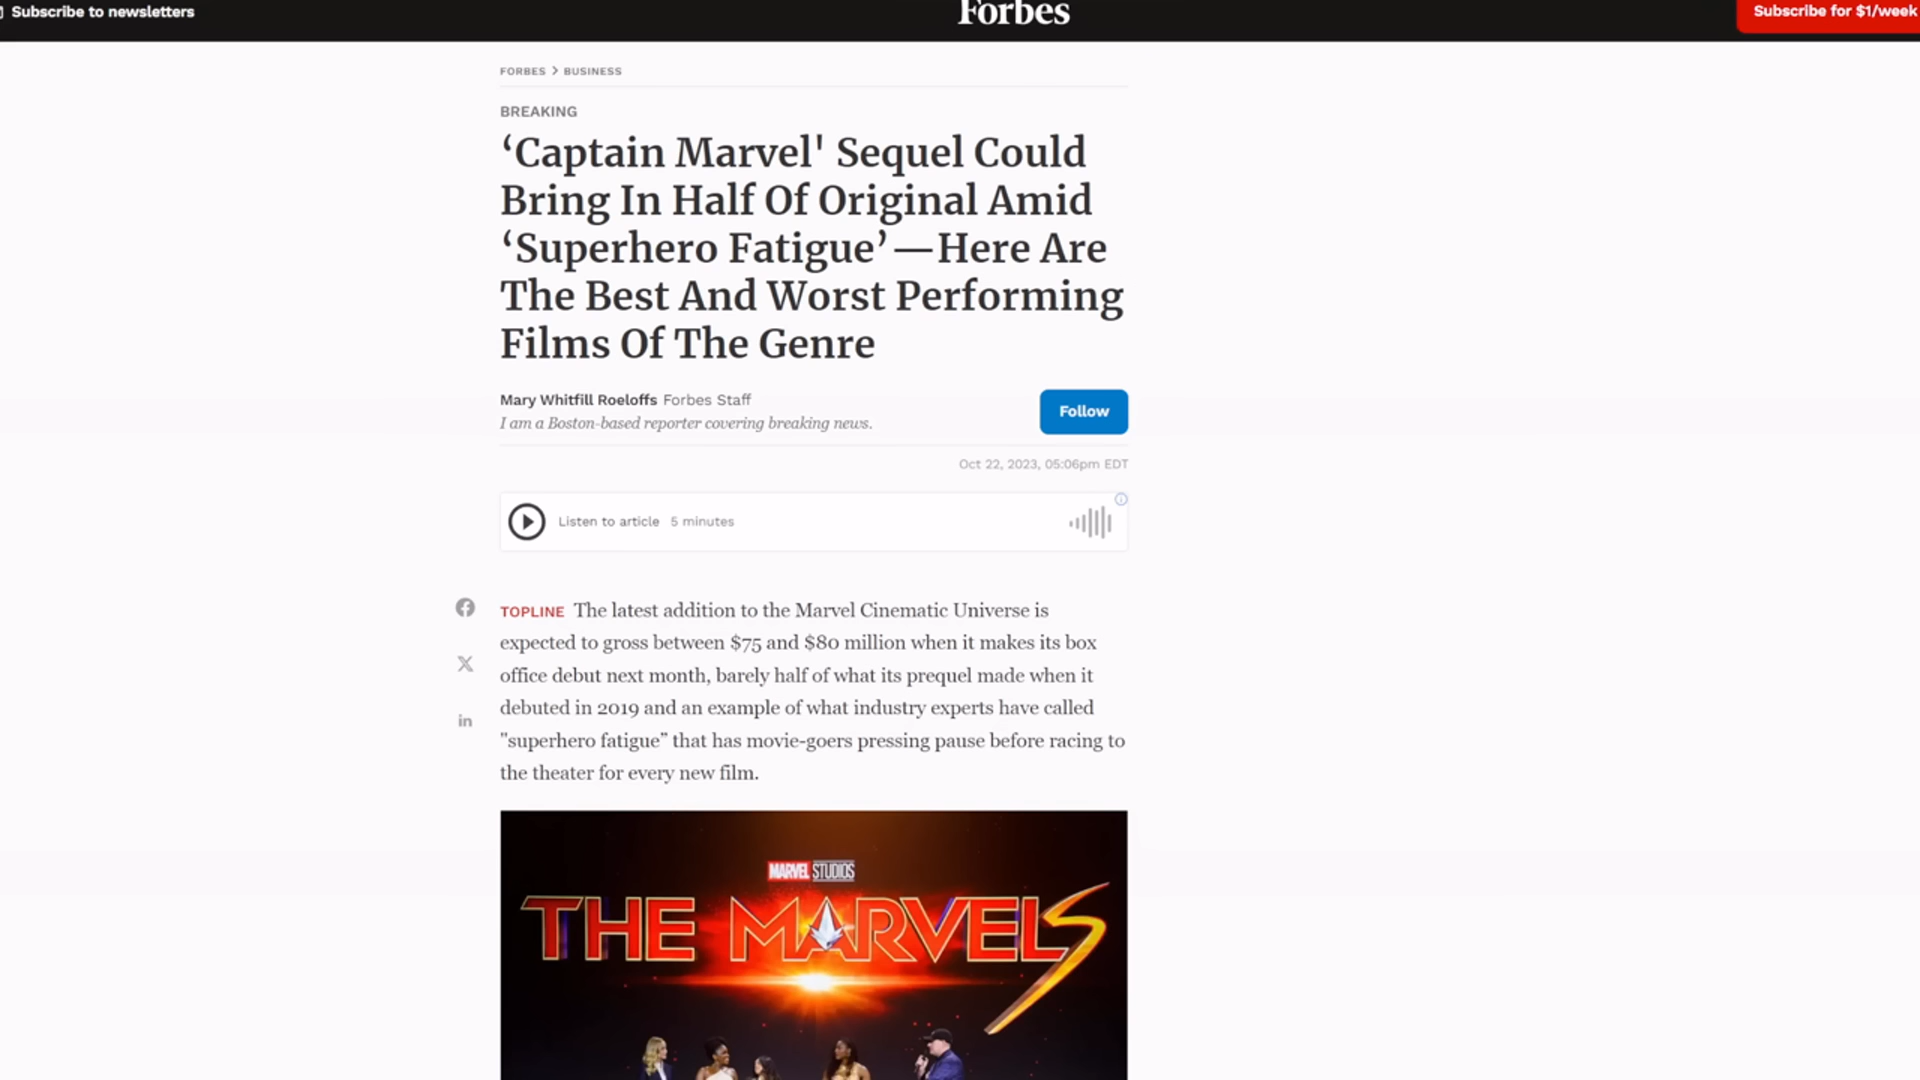 Subscribe to newsletters
Forbes
Subscribe for $1/week
FORBES > BUSINESS
BREAKING
‘Captain Marvel' Sequel Could
Bring In Half Of Original Amid
‘Superhero Fatigue’—Here Are
The Best And Worst Performing
Films Of The Genre
Mary Whitfill Roeloffs Forbes Staff
I am a Boston-based reporter covering breaking news.
Follow
Oct 22, 2023, 05:06pm EDT
Listen to article 5 minutes
TOPLINE The latest addition to the Marvel Cinematic Universe is
expected to gross between $75 and $80 million when it makes its box
office debut next month, barely half of what its prequel made when it
debuted in 2019 and an example of what industry experts have called
"superhero fatigue” that has movie-goers pressing pause before racing to
the theater for every new film.
MARVEL STUDIOS
THE MARVELS